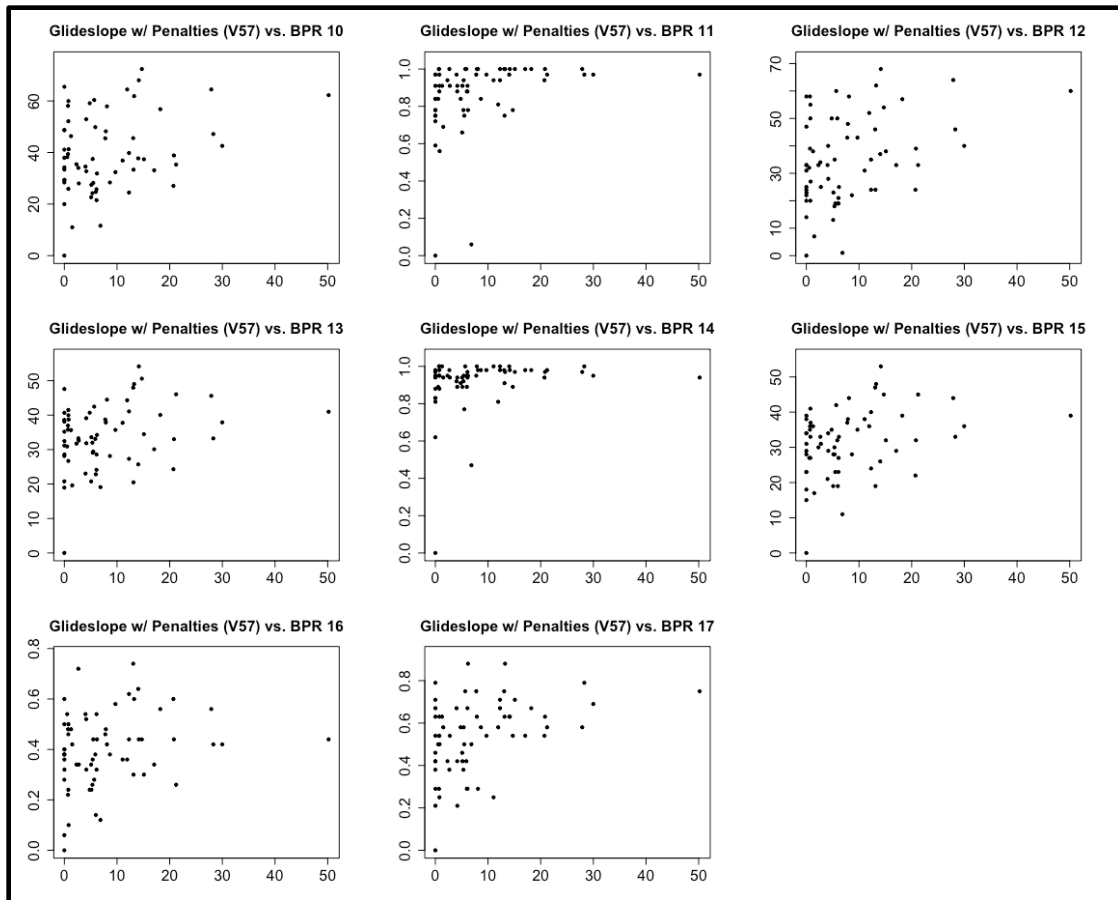 Glideslope w/ Penalties (V57) vs. BPR 10
Glideslope w/ Penalties (V57) vs. BPR 11
Glideslope w/ Penalties (V57) vs. BPR 12
0 20 40 60
0.0 0.2 0.4 0.6 0.8 1.0
0 10 20 30 40 50 60 70
0 10 20 30 40 50
0 10 20 30 40 50
0 10 20 30 40 50
Glideslope w/ Penalties (V57) vs. BPR 13
Glideslope w/ Penalties (V57) vs. BPR 14
Glideslope w/ Penalties (V57) vs. BPR 15
0 10 20 30 40 50
0.0 0.2 0.4 0.6 0.8 1.0
0 10 20 30 40 50
0 10 20 30 40 50
0 10 20 30 40 50
0 10 20 30 40 50
Glideslope w/ Penalties (V57) vs. BPR 16
Glideslope w/ Penalties (V57) vs. BPR 17
0.0 0.2 0.4 0.6 0.8
0.0 0.2 0.4 0.6 0.8
0 10 20 30 40 50
0 10 20 30 40 50